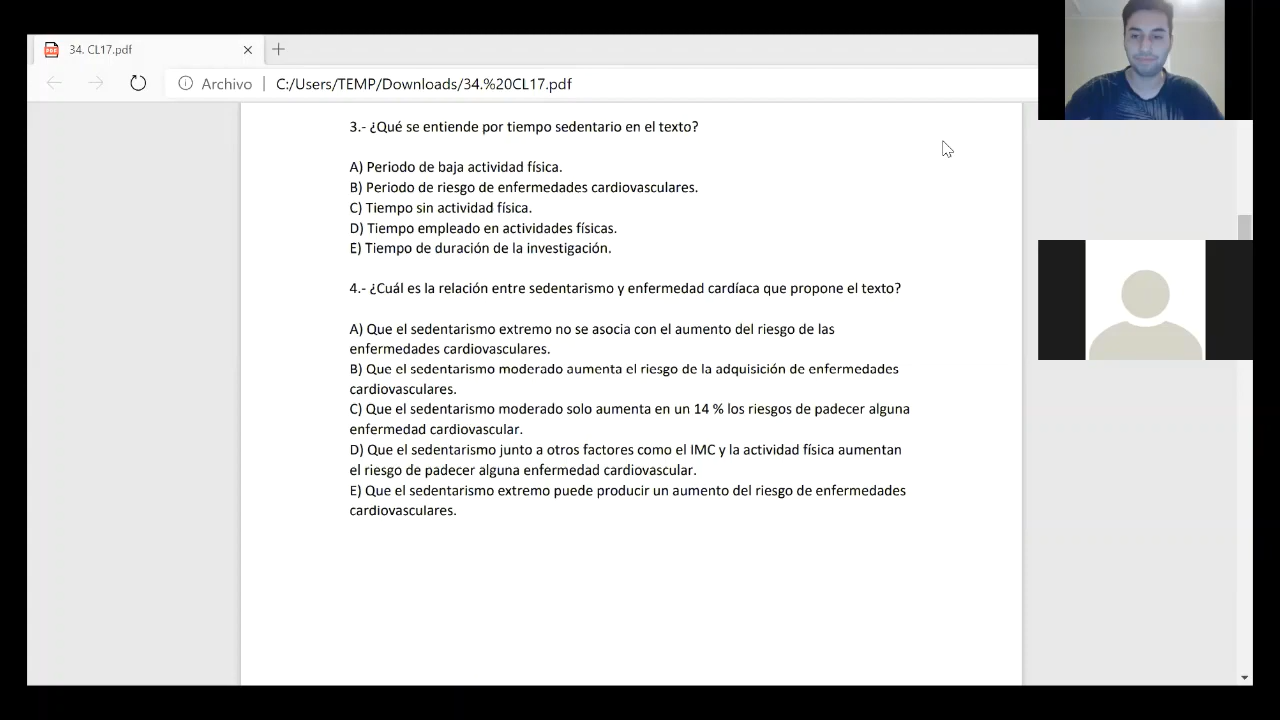 34. CL17.pdf
Archivo | C:/Users/TEMP/Downloads/34.%20CL17.pdf
3.- ¿Qué se entiende por tiempo sedentario en el texto?
A) Periodo de baja actividad física.
B) Periodo de riesgo de enfermedades cardiovasculares.
C) Tiempo sin actividad física.
D) Tiempo empleado en actividades físicas.
E) Tiempo de duración de la investigación.
4.- ¿Cuál es la relación entre sedentarismo y enfermedad cardíaca que propone el texto?
A) Que el sedentarismo extremo no se asocia con el aumento del riesgo de las
enfermedades cardiovasculares.
B) Que el sedentarismo moderado aumenta el riesgo de la adquisición de enfermedades
cardiovasculares.
C) Que el sedentarismo moderado solo aumenta en un 14 % los riesgos de padecer alguna
enfermedad cardiovascular.
D) Que el sedentarismo junto a otros factores como el IMC y la actividad física aumentan
el riesgo de padecer alguna enfermedad cardiovascular.
E) Que el sedentarismo extremo puede producir un aumento del riesgo de enfermedades
cardiovasculares.